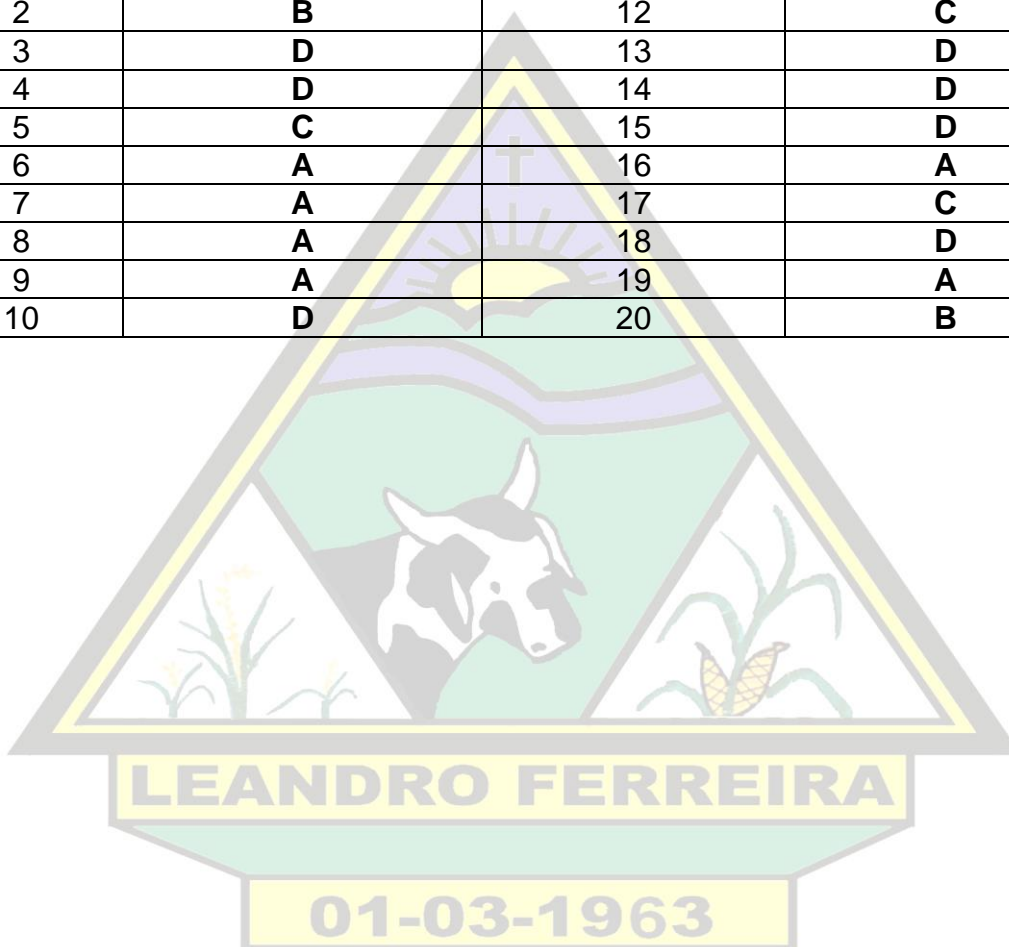 2 B 12 C
3 D 13 D
4 D 14 D
5 C 15 D
6 A 16 A
7 A 17 C
8 A 18 D
9 A 19 A
10 D 20 B
LEANDRO FERREIRA
01-03-1963